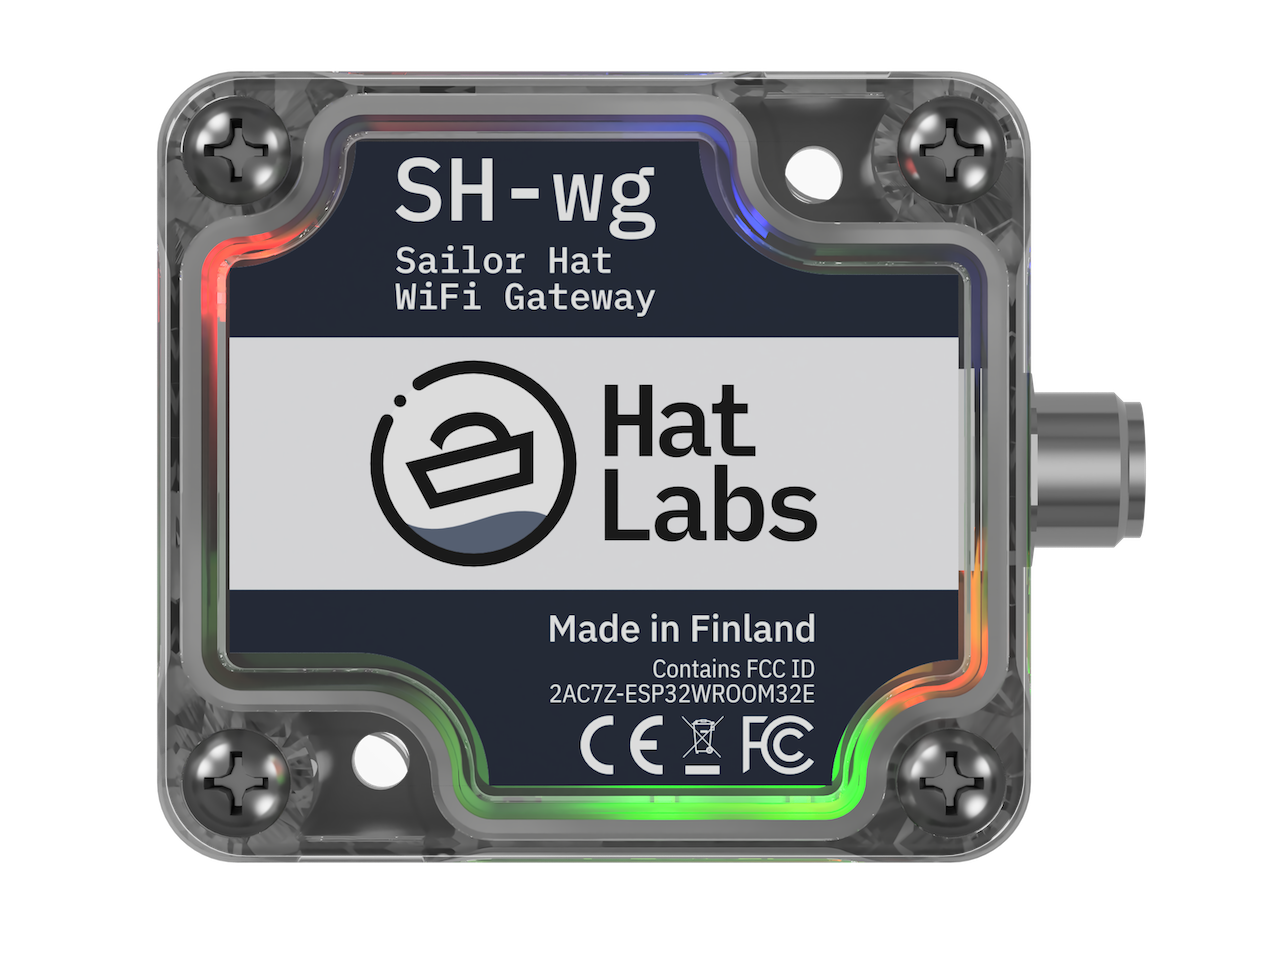 SH-wg
Sailor Hat
WiFi Gateway
Hat
Labs
Made in Finland
Contains FCC ID
2AC7Z-ESP32WROOM32E
CE FC